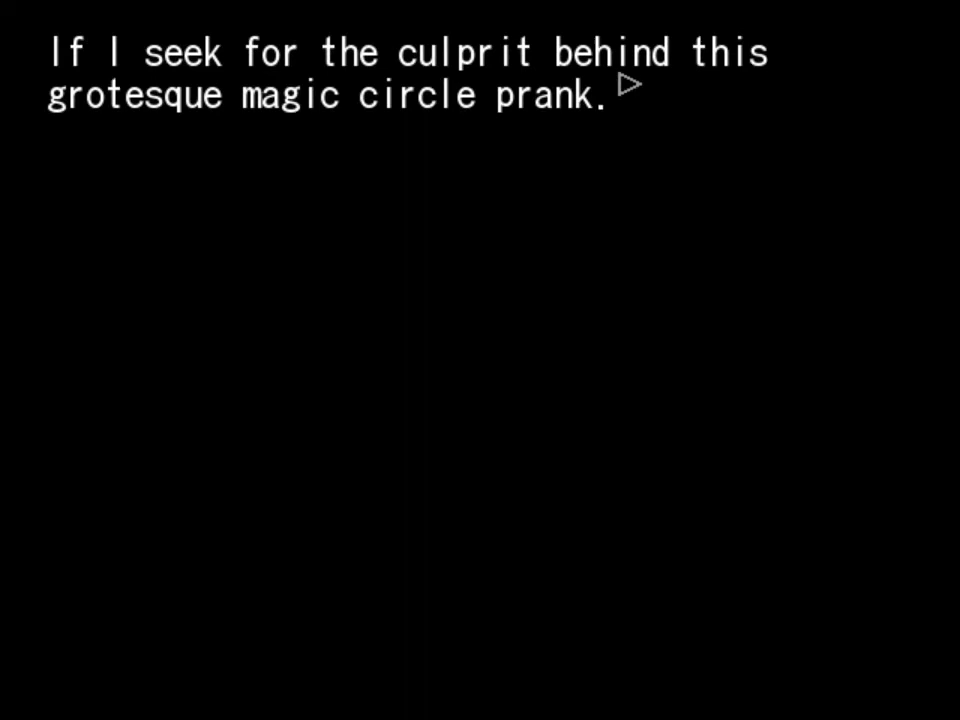 If I seek for the culprit behind this
grotesque magic circle prank.